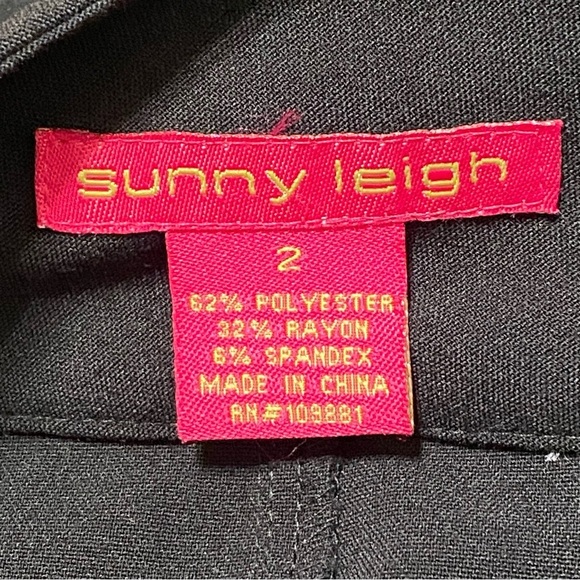 sunny leigh
2
62% POLYESTER
32% RAYON
6% SPANDEX
MADE IN CHINA
RN#109881